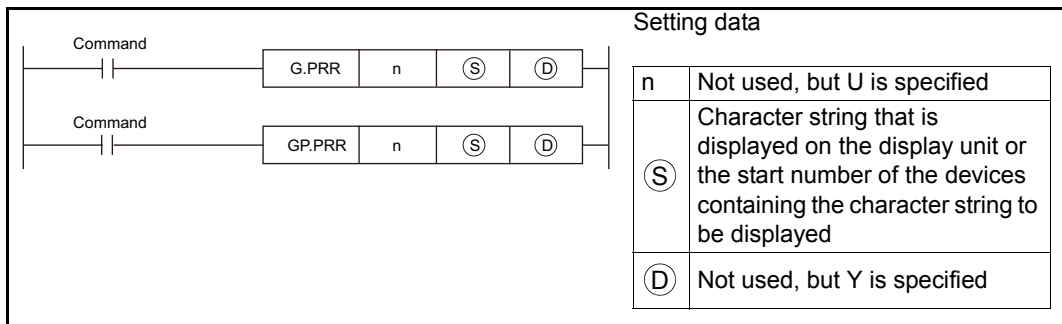 Command
G.PRR n Ⓢ Ⓓ
Command
GP.PRR n Ⓢ Ⓓ
Setting data
n Not used, but U is specified
Ⓢ Character string that is
displayed on the display unit or
the start number of the devices
containing the character string to
be displayed
Ⓓ Not used, but Y is specified